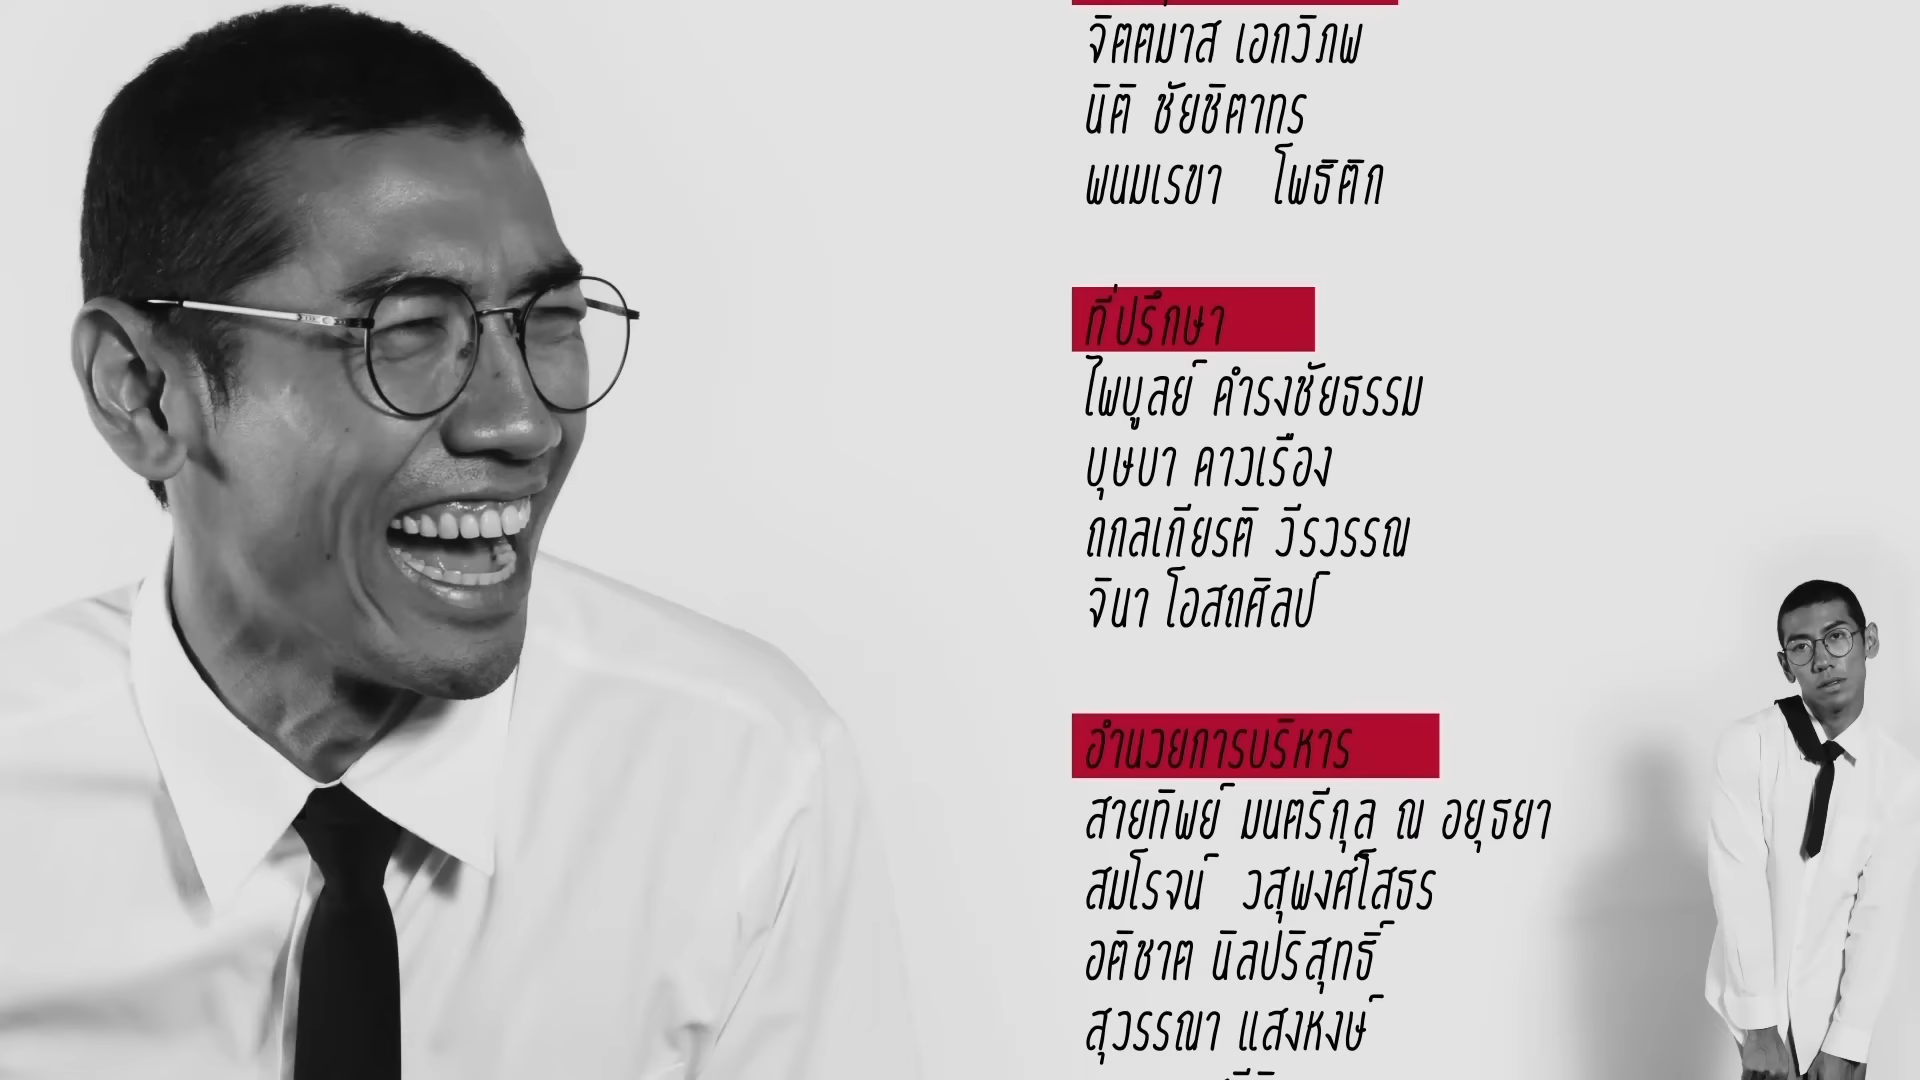 จิตตมาส เอกวิภพ
นิติ ชัยชิตาทร
พนมเรขา โพธิติก
ที่ปรึกษา
ไพบูลย์ ดำรงชัยธรรม
บุษบา ดาวเรือง
ถกลเกียรติ วีรวรรณ
จินา โอสถศิลป์
อำนวยการบริหาร
สายทิพย์ มนตรีกุล ณ อยุธยา
สมโรจน์ วสุพงศ์โสธร
อติชาต นิลปริสุทธิ์
สุวรรณา แสงหงษ์